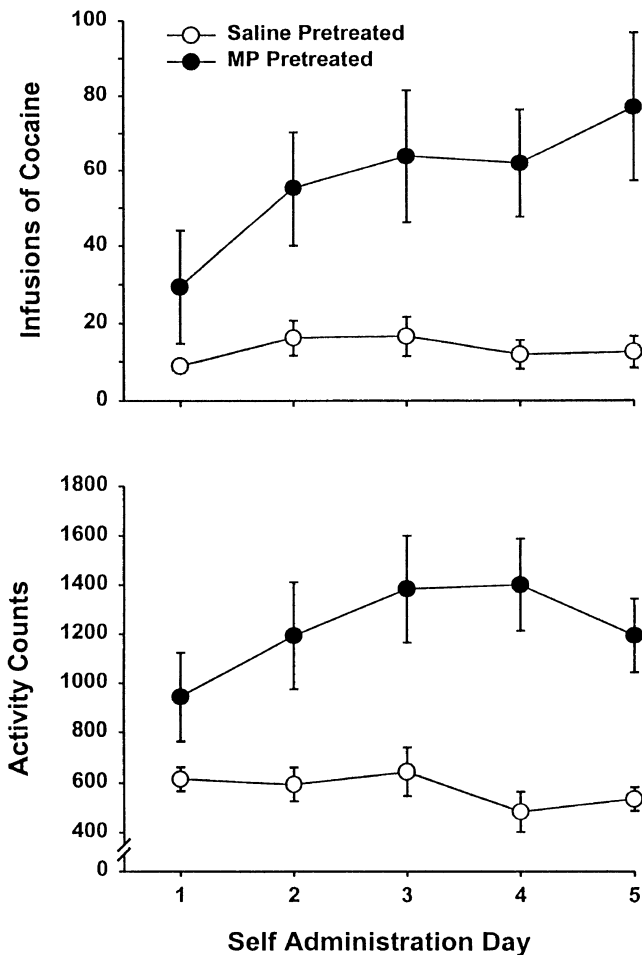 Saline Pretreated
MP Pretreated
Infusions of Cocaine
100
80
60
40
20
0
Activity Counts
1800
1600
1400
1200
1000
800
600
400
0
1 2 3 4 5
Self Administration Day